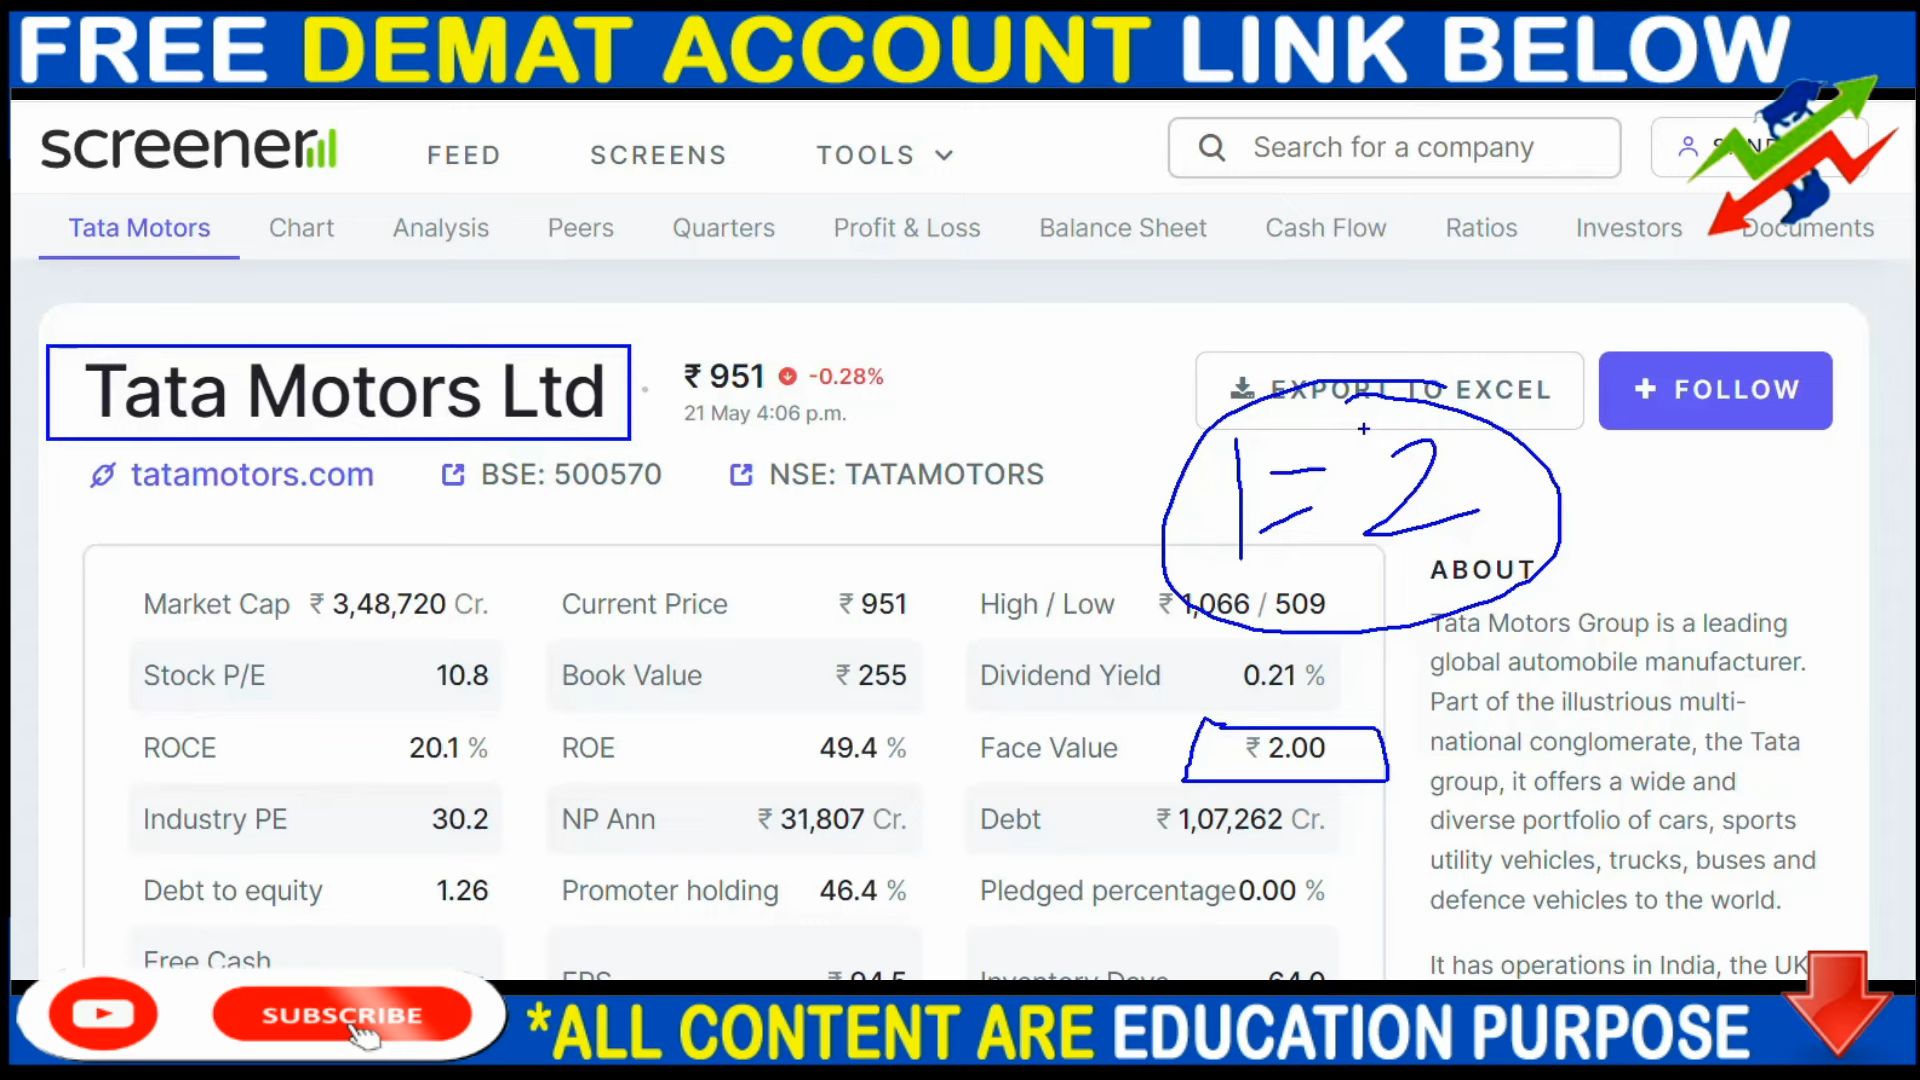 FREE DEMAT ACCOUNT LINK BELOW
screener
FEED SCREENS TOOLS
Search for a company
Tata Motors Chart Analysis Peers Quarters Profit & Loss Balance Sheet Cash Flow Ratios Investors Documents
Tata Motors Ltd
₹ 951 -0.28%
21 May 4:06 p.m.
EXPORT TO EXCEL
+ FOLLOW
tatamotors.com BSE: 500570 NSE: TATAMOTORS
1 = 2
Market Cap ₹ 3,48,720 Cr. Current Price ₹ 951 High / Low ₹ 1,066 / 509
Stock P/E 10.8 Book Value ₹ 255 Dividend Yield 0.21 %
ROCE 20.1 % ROE 49.4 % Face Value ₹ 2.00
Industry PE 30.2 NP Ann ₹ 31,807 Cr. Debt ₹ 1,07,262 Cr.
Debt to equity 1.26 Promoter holding 46.4 % Pledged percentage 0.00 %
Free Cash EPS ₹ 94.5 Inventory Days 64.0
ABOUT
Tata Motors Group is a leading
global automobile manufacturer.
Part of the illustrious multi-
national conglomerate, the Tata
group, it offers a wide and
diverse portfolio of cars, sports
utility vehicles, trucks, buses and
defence vehicles to the world.
It has operations in India, the UK
SUBSCRIBE
*ALL CONTENT ARE EDUCATION PURPOSE